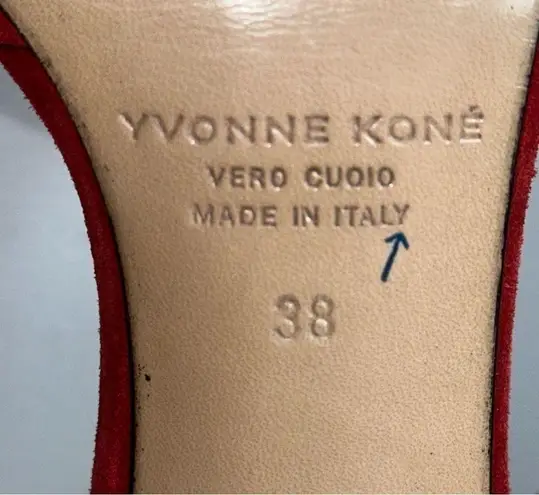 YVONNE KONÉ
VERO CUOIO
MADE IN ITALY
38